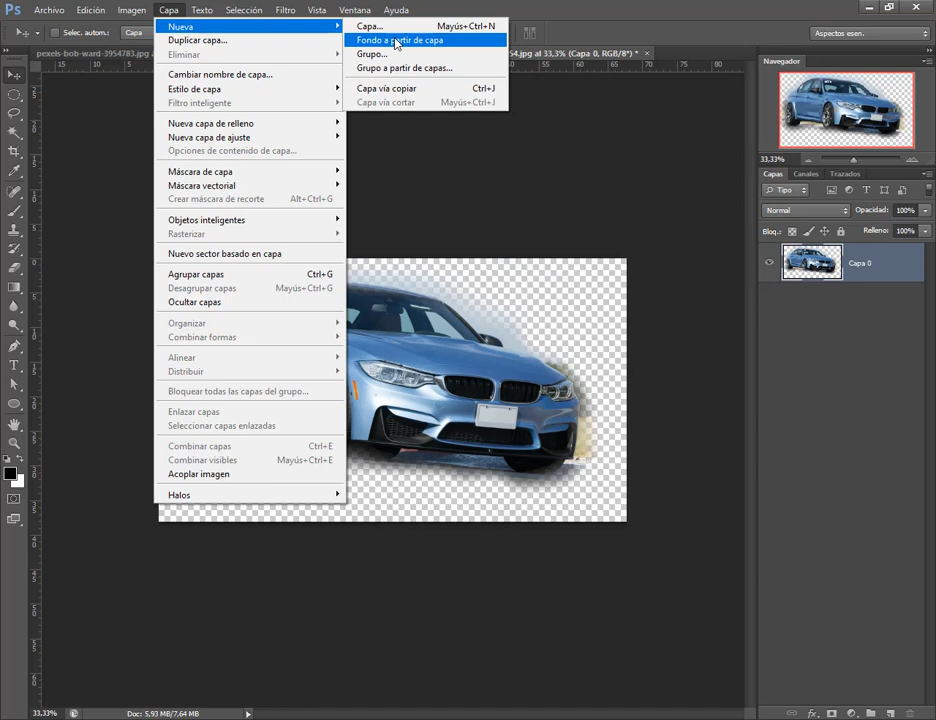 Ps Archivo Edición Imagen Capa Texto Selección Filtro Vista Ventana Ayuda
Selec. autom.: Capa
Aspectos esen...
pexels-bob-ward-3954783.jpg al 33,3
54.jpg al 33,3% (Capa 0, RGB/8*) *
Nueva
Duplicar capa...
Eliminar
Cambiar nombre de capa...
Estilo de capa
Filtro inteligente
Nueva capa de relleno
Nueva capa de ajuste
Opciones de contenido de capa...
Máscara de capa
Máscara vectorial
Crear máscara de recorte Alt+Ctrl+G
Objetos inteligentes
Rasterizar
Nuevo sector basado en capa
Agrupar capas Ctrl+G
Desagrupar capas Mayús+Ctrl+G
Ocultar capas
Organizar
Combinar formas
Alinear
Distribuir
Bloquear todas las capas del grupo...
Enlazar capas
Seleccionar capas enlazadas
Combinar capas Ctrl+E
Combinar visibles Mayús+Ctrl+E
Acoplar imagen
Halos
Capa... Mayús+Ctrl+N
Fondo a partir de capa
Grupo...
Grupo a partir de capas...
Capa vía copiar Ctrl+J
Capa vía cortar Mayús+Ctrl+J
Navegador
33,33%
Capas Canales Trazados
Tipo
Normal Opacidad: 100%
Bloq.: Relleno: 100%
Capa 0
33,33% Doc: 5,93 MB/7,64 MB